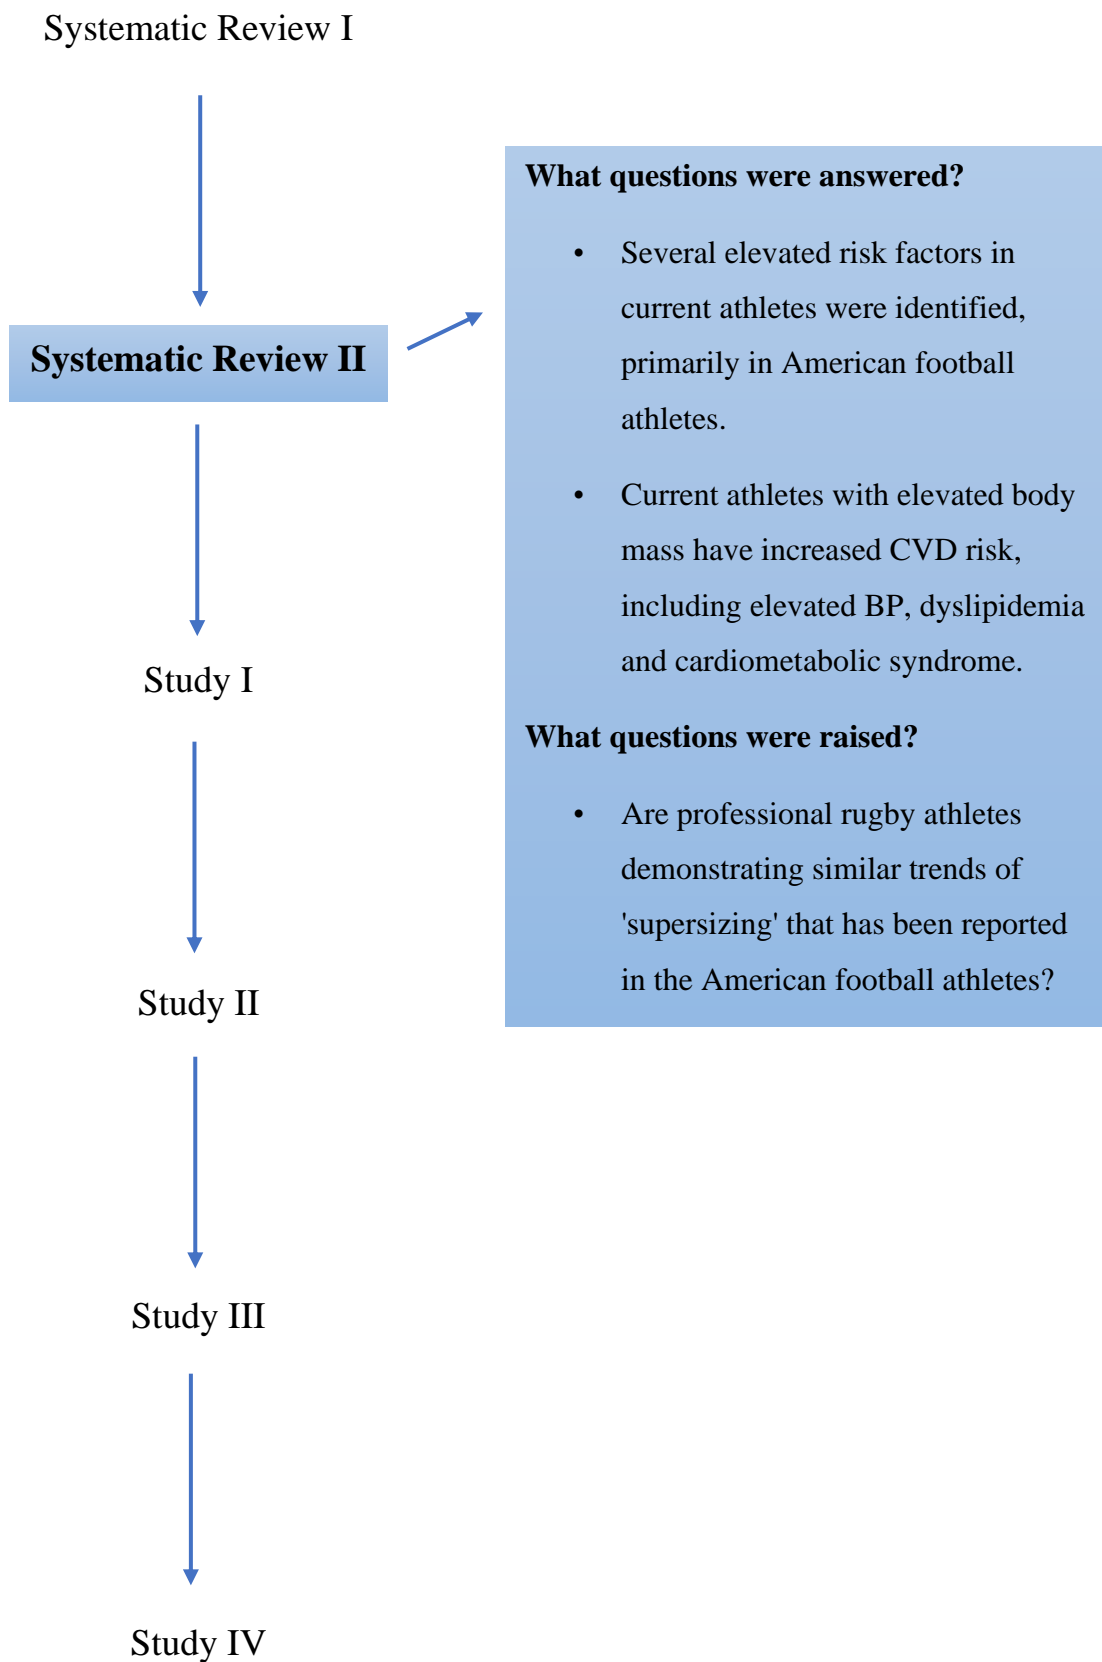 Systematic Review I
Systematic Review II
What questions were answered?
• Several elevated risk factors in
current athletes were identified,
primarily in American football
athletes.
• Current athletes with elevated body
mass have increased CVD risk,
including elevated BP, dyslipidemia
and cardiometabolic syndrome.
What questions were raised?
• Are professional rugby athletes
demonstrating similar trends of
'supersizing' that has been reported
in the American football athletes?
Study I
Study II
Study III
Study IV